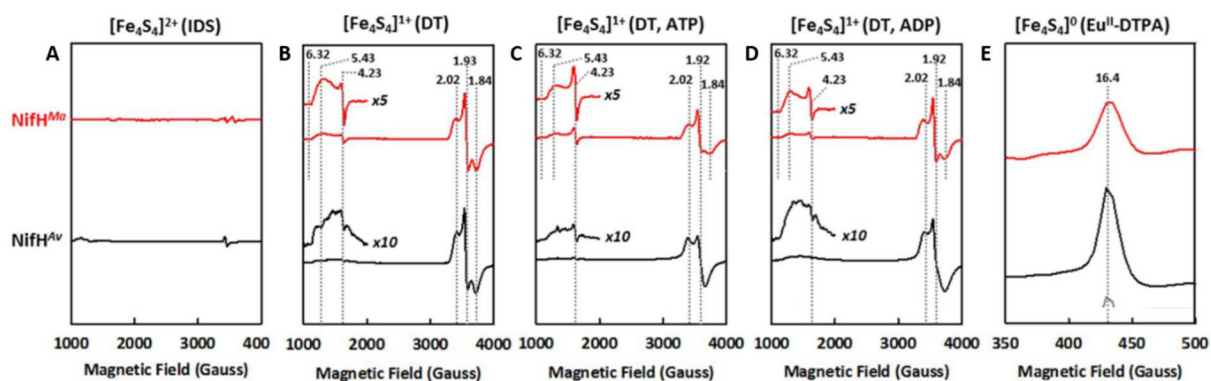 A [Fe₄S₄]²⁺ (IDS)
B [Fe₄S₄]¹⁺ (DT)
C [Fe₄S₄]¹⁺ (DT, ATP)
D [Fe₄S₄]¹⁺ (DT, ADP)
E [Fe₄S₄]⁰ (Euᴵᴵ-DTPA)
NifHᴹᵃ
NifHᴬᵛ
6.32 5.43 4.23 2.02 1.93 1.84
x5
x10
6.32 5.43 4.23 2.02 1.92 1.84
x5
x10
6.32 5.43 4.23 2.02 1.92 1.84
x5
x10
16.4
1000 2000 3000 400
1000 2000 3000 4000
1000 2000 3000 4000
1000 2000 3000 4000
350 400 450 500
Magnetic Field (Gauss)
Magnetic Field (Gauss)
Magnetic Field (Gauss)
Magnetic Field (Gauss)
Magnetic Field (Gauss)